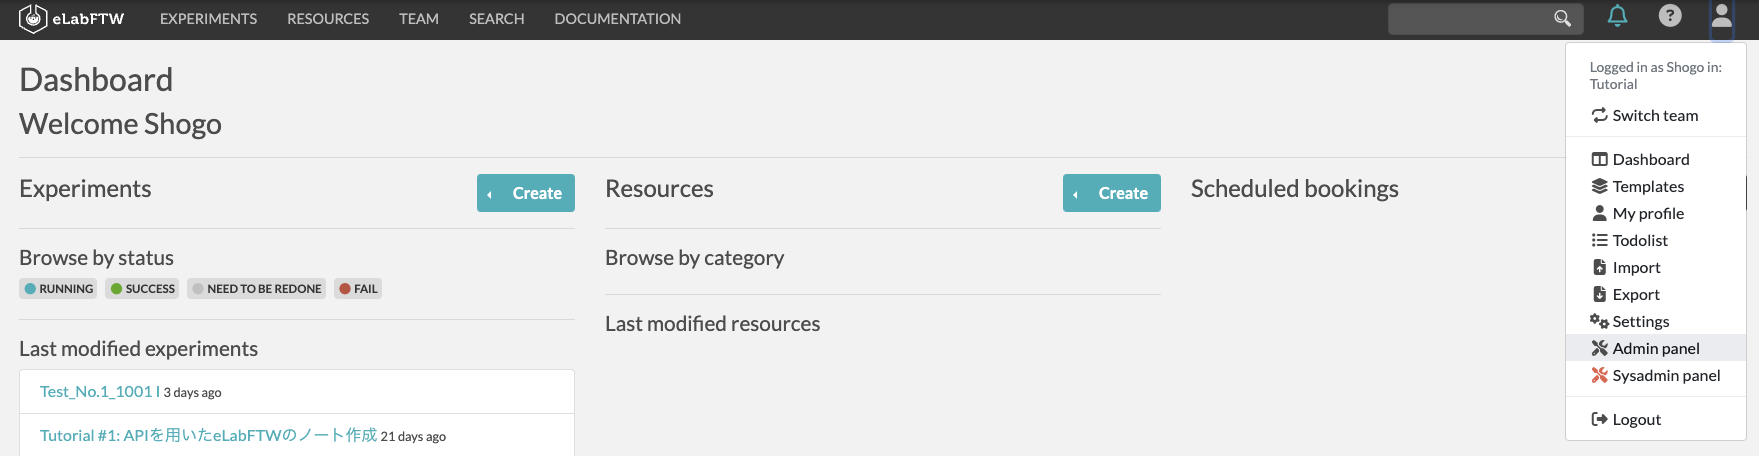 eLabFTW EXPERIMENTS RESOURCES TEAM SEARCH DOCUMENTATION
Dashboard
Welcome Shogo
Experiments
Create
Browse by status
RUNNING SUCCESS NEED TO BE REDONE FAIL
Last modified experiments
Test_No.1_1001 I 3 days ago
Tutorial #1: APIを用いたeLabFTWのノート作成 21 days ago
Resources
Create
Browse by category
Last modified resources
Scheduled bookings
Logged in as Shogo in:
Tutorial
Switch team
Dashboard
Templates
My profile
Todolist
Import
Export
Settings
Admin panel
Sysadmin panel
Logout